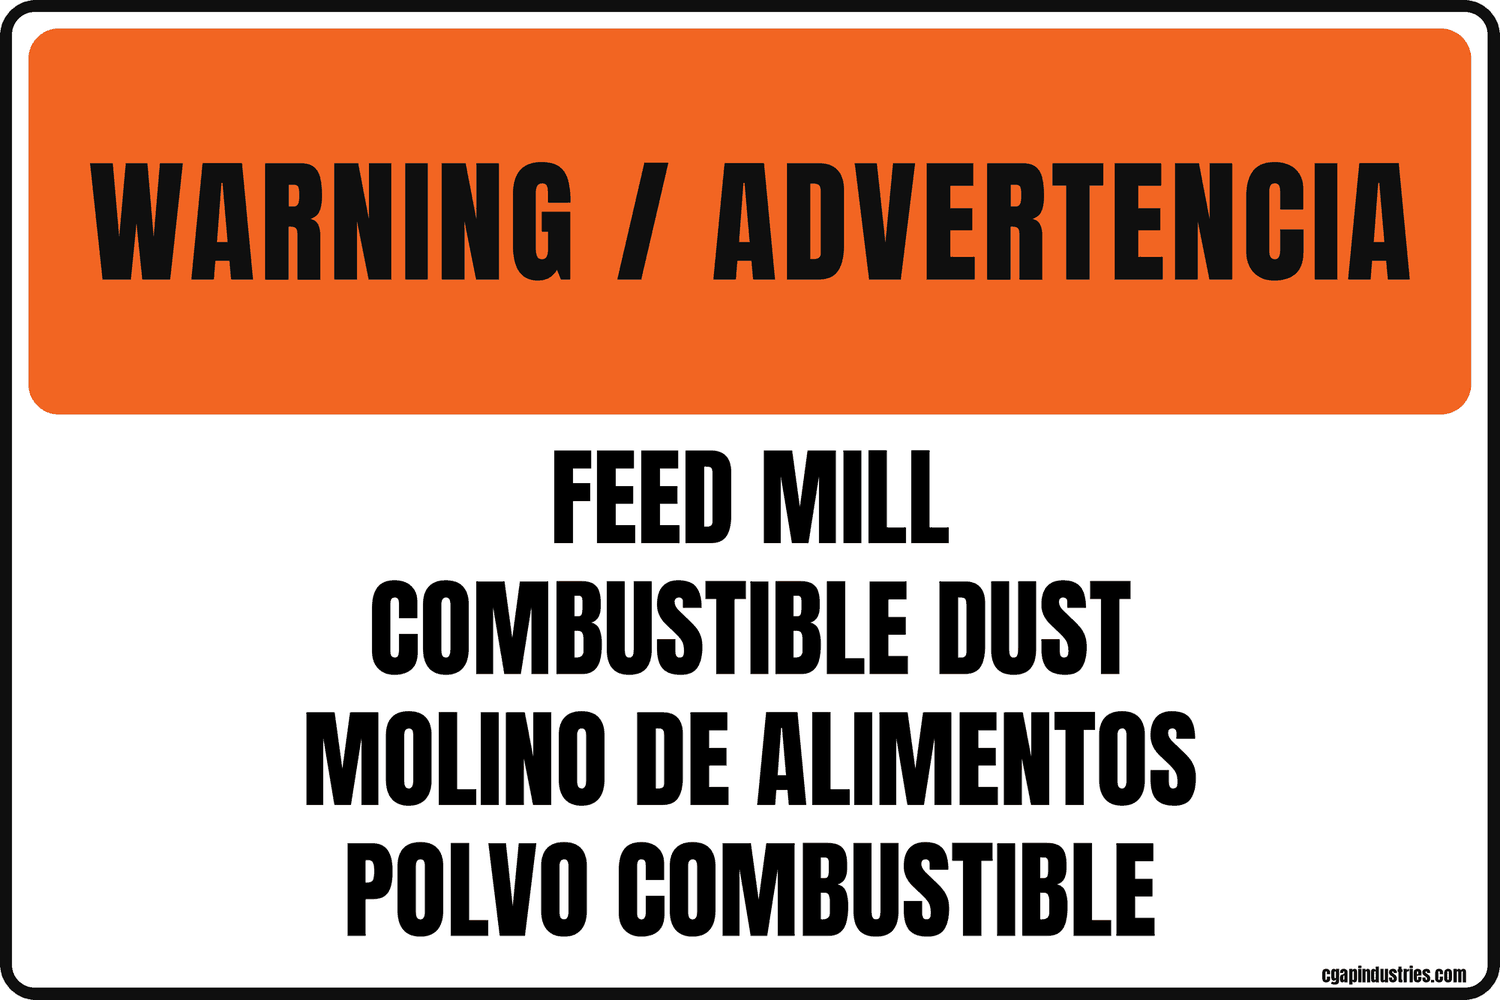 WARNING / ADVERTENCIA
FEED MILL
COMBUSTIBLE DUST
MOLINO DE ALIMENTOS
POLVO COMBUSTIBLE
cgapindustries.com